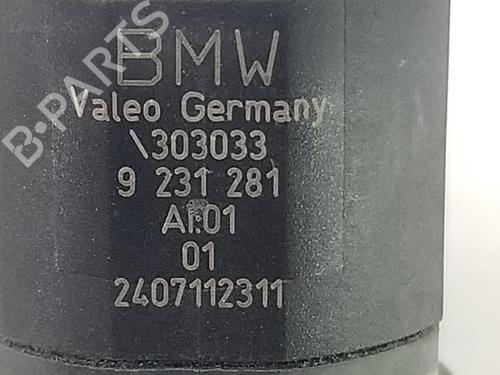 BMW
Valeo Germany
\303033
9 231 281
AI:01
01
2407112311
B-PARTS